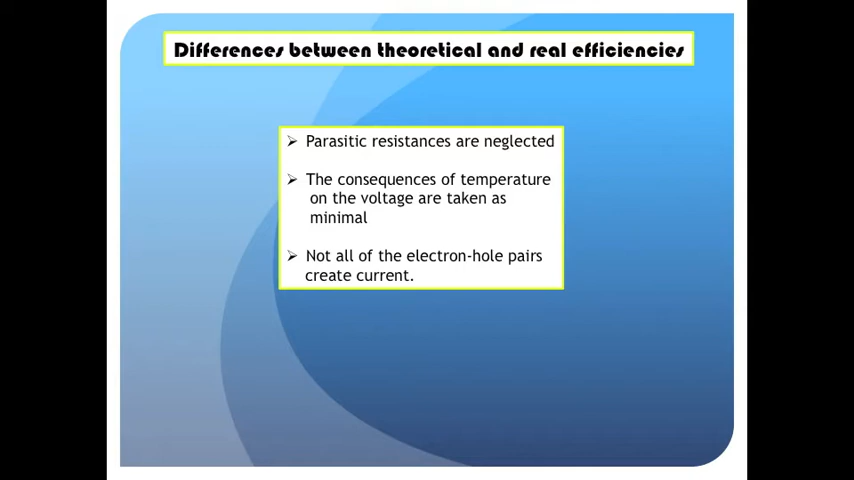 Differences between theoretical and real efficiencies
➢ Parasitic resistances are neglected
➢ The consequences of temperature
on the voltage are taken as
minimal
➢ Not all of the electron-hole pairs
create current.